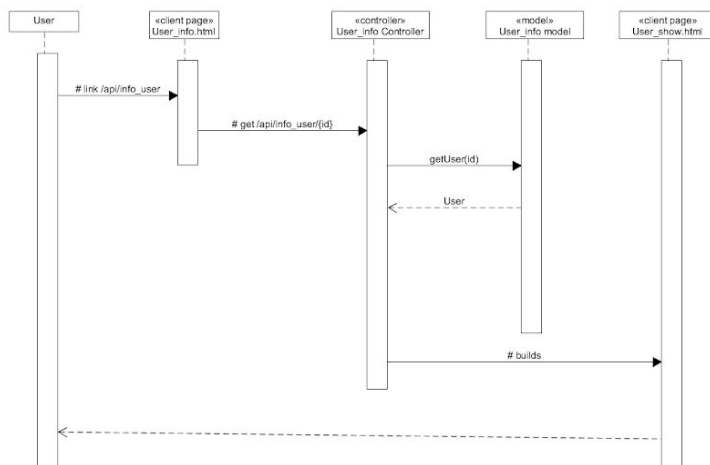 User
«client page»
User_info.html
«controller»
User_info Controller
«model»
User_info model
«client page»
User_show.html
# link /api/info_user
# get /api/info_user/{id}
getUser(id)
User
# builds